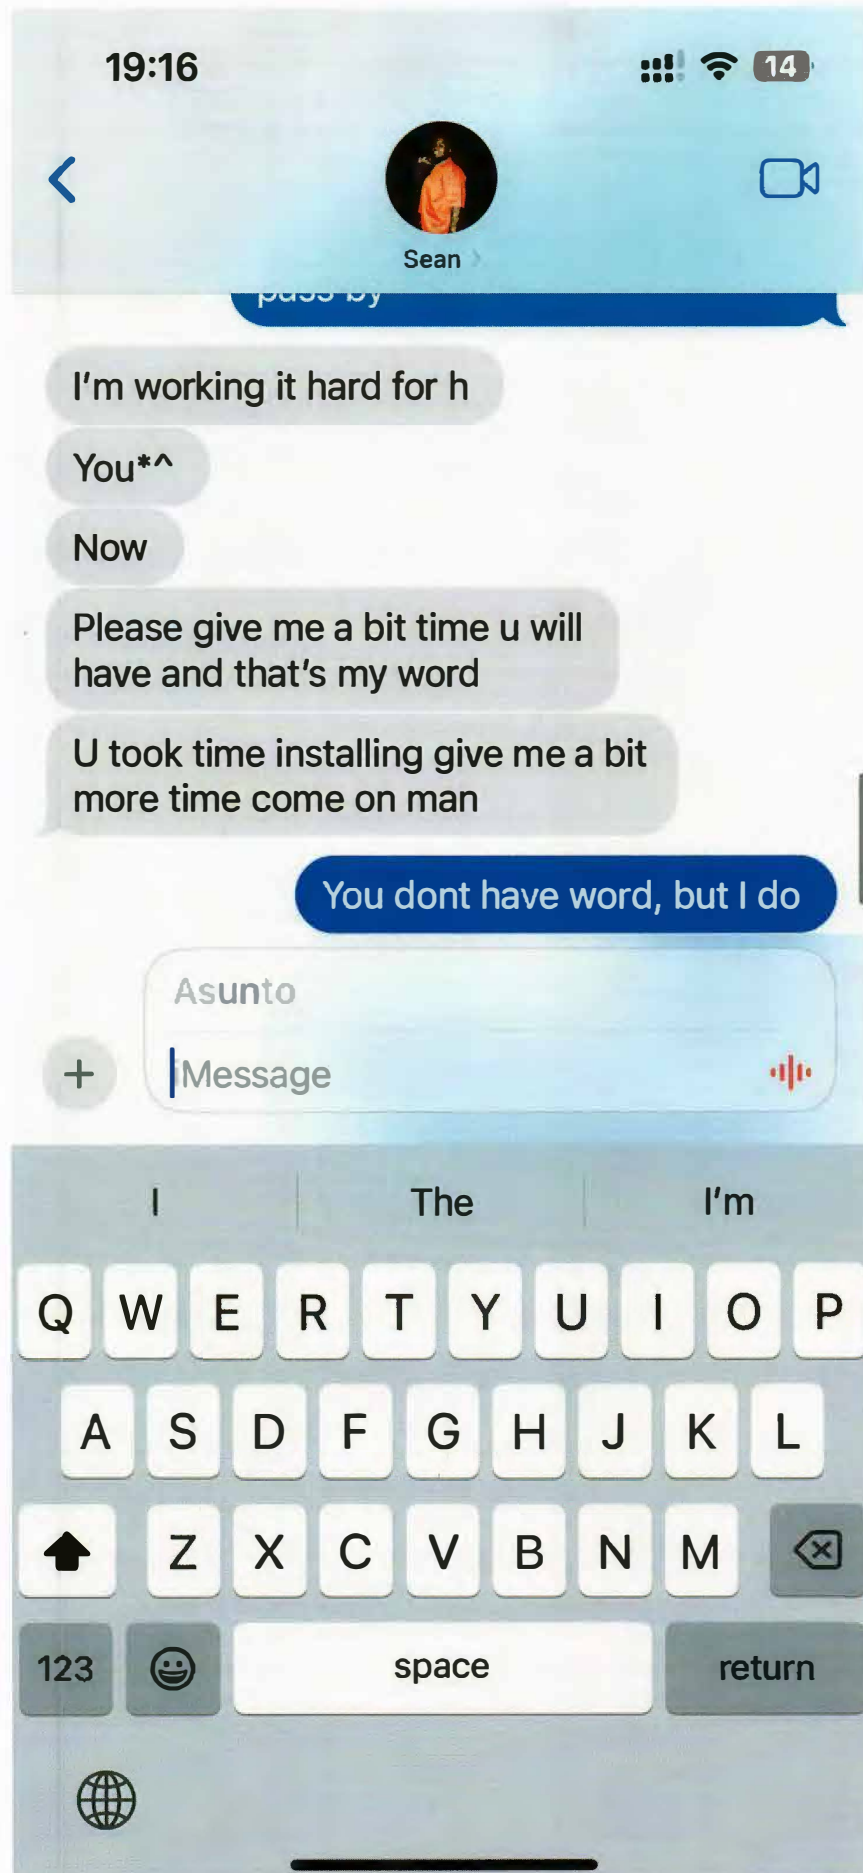 19:16
14
Sean
pass by
I'm working it hard for h
You*^
Now
Please give me a bit time u will
have and that's my word
U took time installing give me a bit
more time come on man
You dont have word, but I do
Asunto
iMessage
I The I'm
Q W E R T Y U I O P
A S D F G H J K L
Z X C V B N M
123 space return